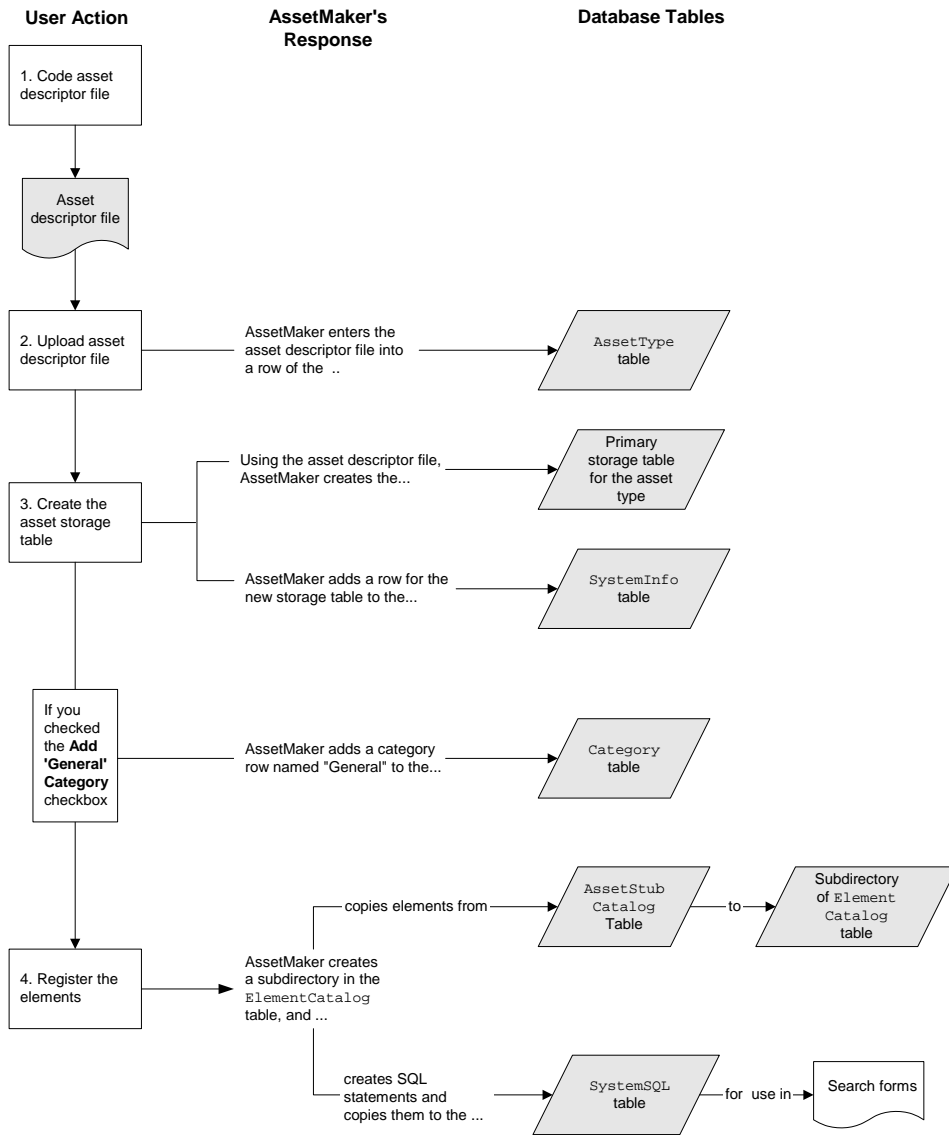 User Action
AssetMaker's
Response
Database Tables
1. Code asset
descriptor file
Asset
descriptor file
2. Upload asset
descriptor file
AssetMaker enters the
asset descriptor file into
a row of the ..
AssetType
table
3. Create the
asset storage
table
Using the asset descriptor file,
AssetMaker creates the...
Primary
storage table
for the asset
type
AssetMaker adds a row for the
new storage table to the...
SystemInfo
table
If you
checked
the Add
'General'
Category
checkbox
AssetMaker adds a category
row named "General" to the...
Category
table
4. Register the
elements
AssetMaker creates
a subdirectory in the
ElementCatalog
table, and ...
copies elements from
AssetStub
Catalog
Table
to
Subdirectory
of Element
Catalog
table
creates SQL
statements and
copies them to the ...
SystemSQL
table
for use in
Search forms